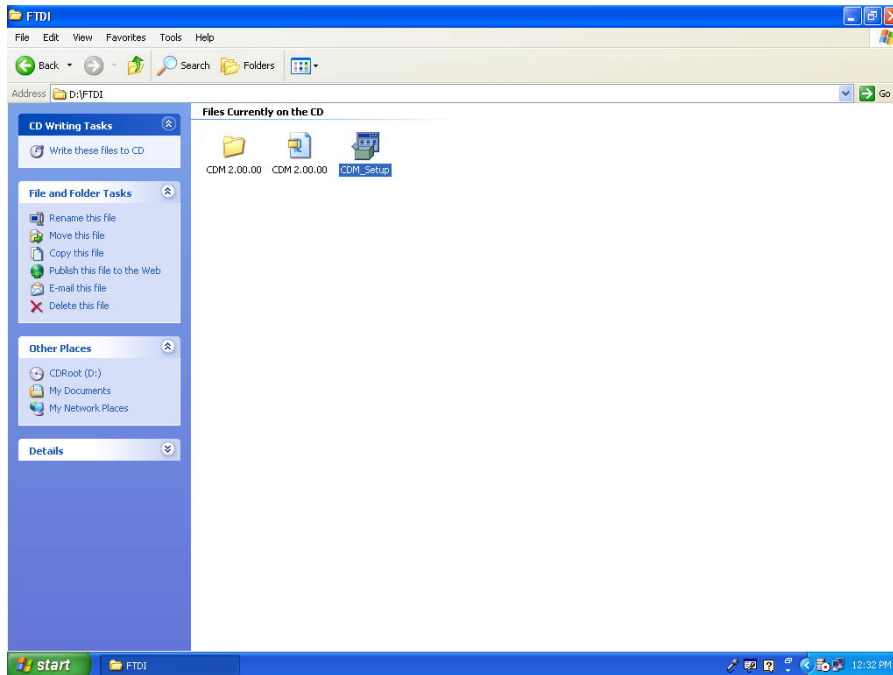 FTDI
File Edit View Favorites Tools Help
Back Search Folders
Address D:\FTDI Go
CD Writing Tasks
Write these files to CD
File and Folder Tasks
Rename this file
Move this file
Copy this file
Publish this file to the Web
E-mail this file
Delete this file
Other Places
CDRoot (D:)
My Documents
My Network Places
Details
Files Currently on the CD
CDM 2.00.00 CDM 2.00.00 CDM_Setup
start FTDI 12:32 PM